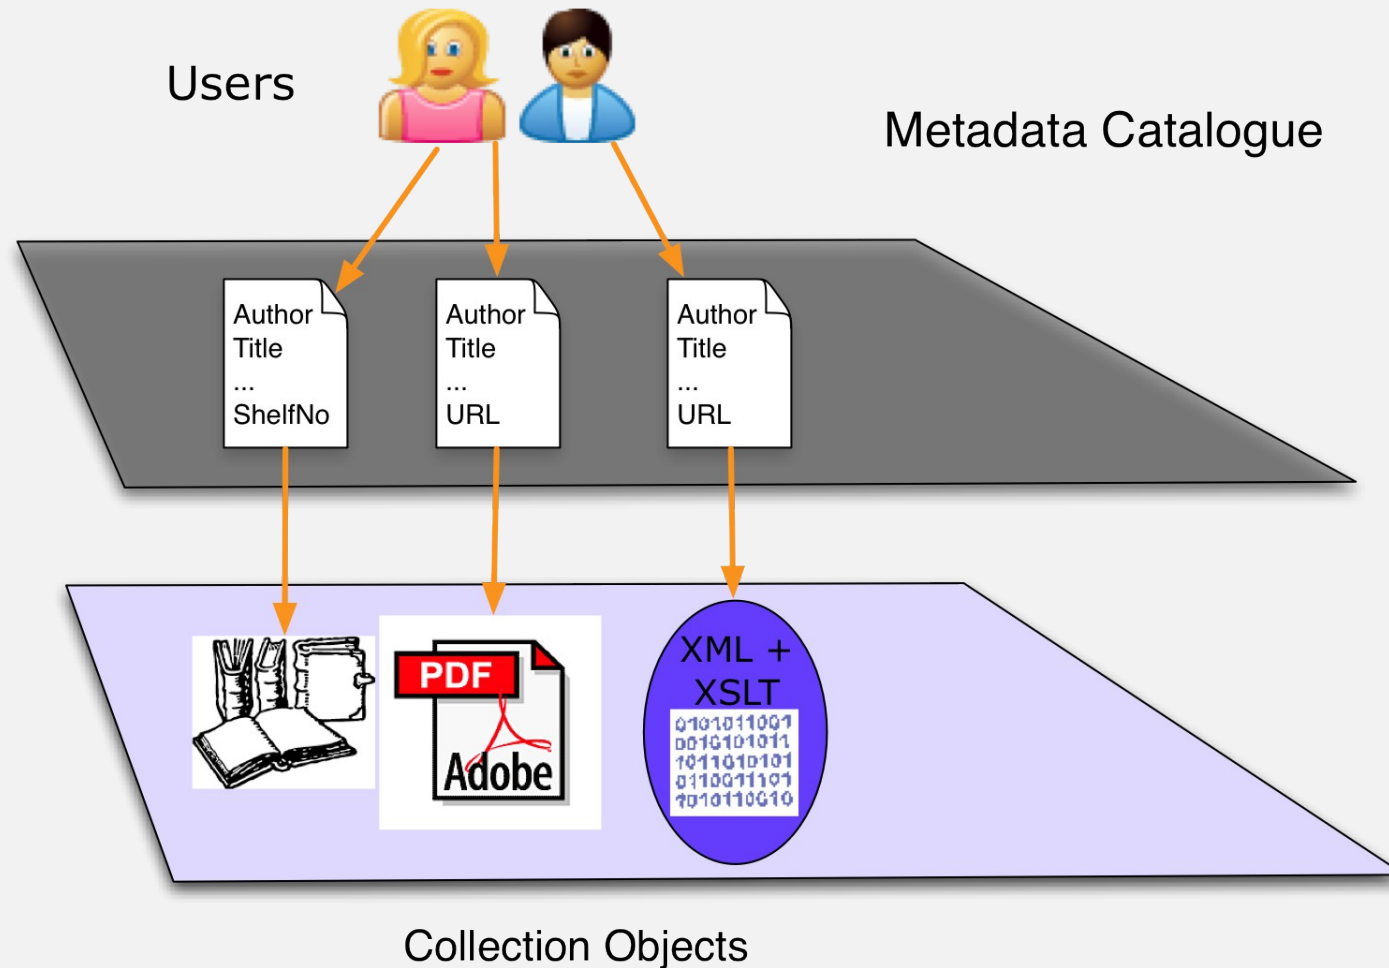 Users
Metadata Catalogue
Author
Title
...
ShelfNo
Author
Title
...
URL
Author
Title
...
URL
PDF
Adobe
XML +
XSLT
0101011001
0010101011
1011010101
0110011101
1010110010
Collection Objects